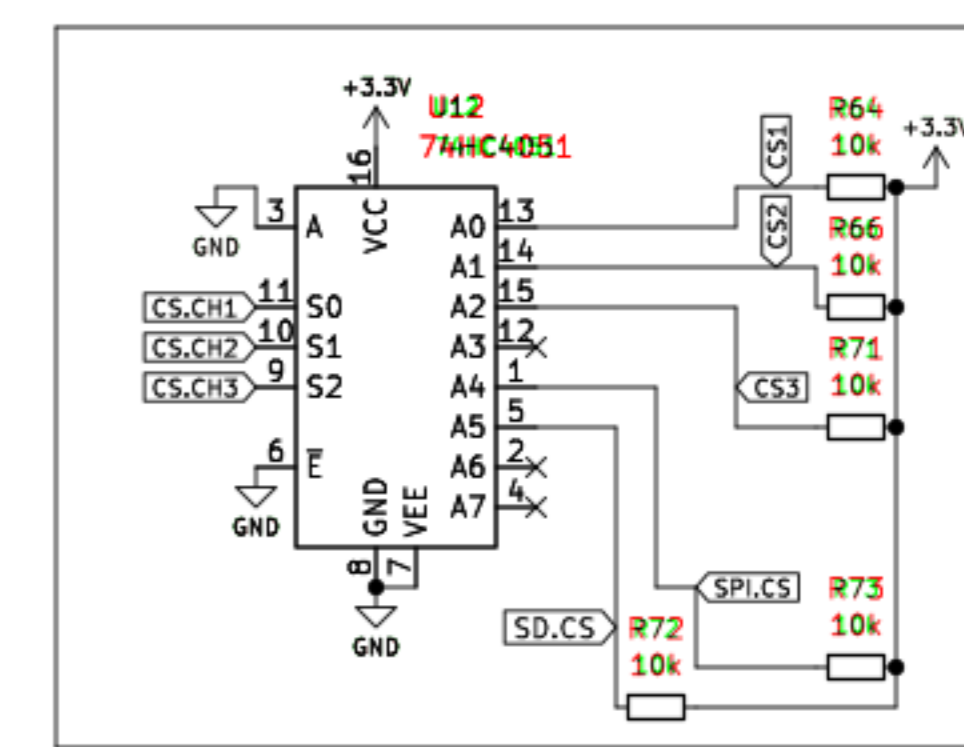 +3.3V
U12
74HC4051
16
VCC
3
A
GND
CS.CH1
11
S0
CS.CH2
10
S1
CS.CH3
9
S2
6
E
GND
GND
VEE
8
7
GND
A0
13
A1
14
A2
15
A3
12
A4
1
A5
5
A6
2
A7
4
CS1
CS2
R64
10k
+3.3V
R66
10k
R71
10k
CS3
SPI.CS
R73
10k
SD.CS
R72
10k